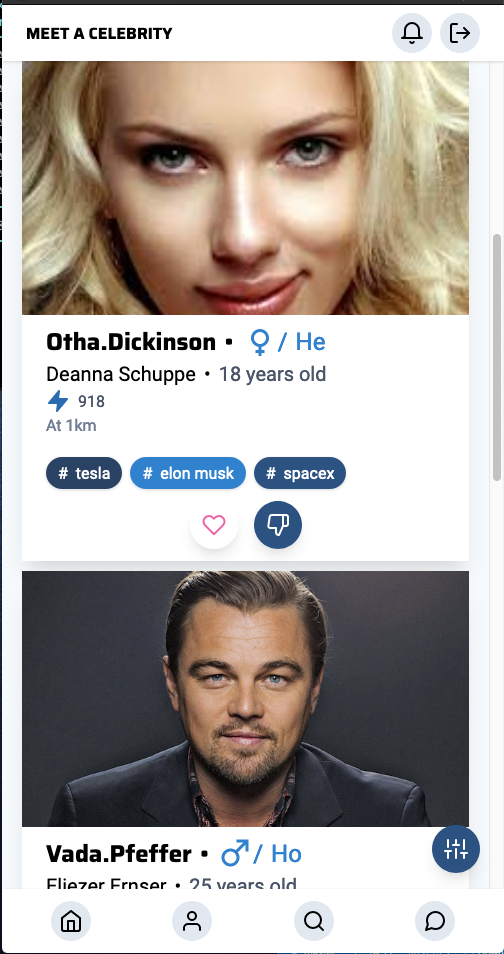 MEET A CELEBRITY
Otha.Dickinson • ♀ / He
Deanna Schuppe • 18 years old
918
At 1km
# tesla # elon musk # spacex
Vada.Pfeffer • ♂ / Ho
Eliezer Ernser • 25 years old